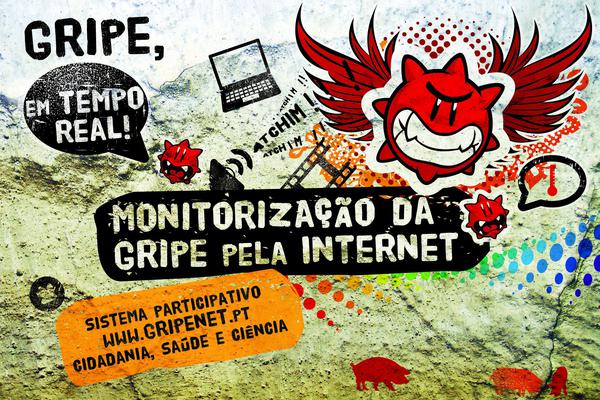 GRIPE,
EM TEMPO
REAL!
ATCHIM !!
ATCHIM !
ATCHIM !!
MONITORIZAÇÃO DA
GRIPE PELA INTERNET
SISTEMA PARTICIPATIVO
WWW.GRIPENET.PT
CIDADANIA, SAÚDE E CIÊNCIA